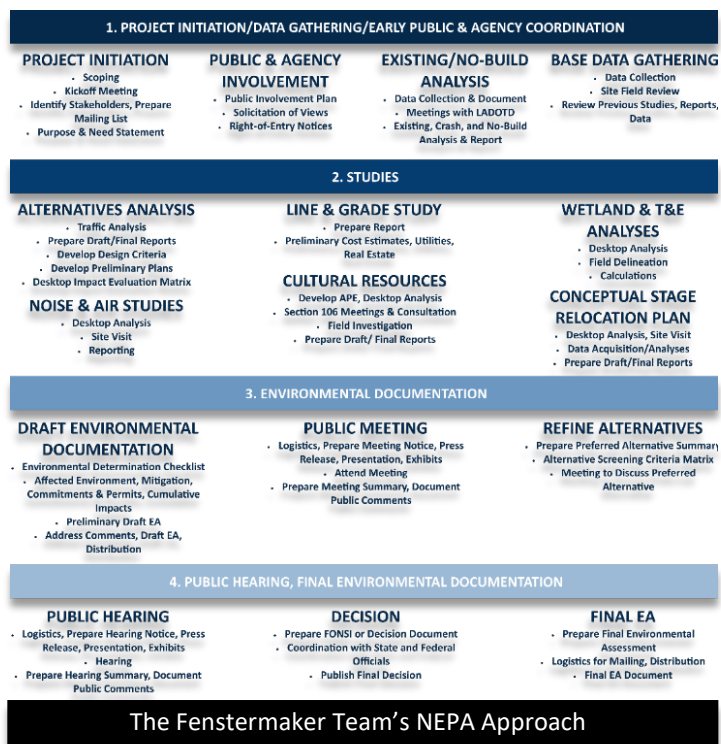 1. PROJECT INITIATION/DATA GATHERING/EARLY PUBLIC & AGENCY COORDINATION
PROJECT INITIATION
• Scoping
• Kickoff Meeting
• Identify Stakeholders, Prepare
Mailing List
• Purpose & Need Statement
PUBLIC & AGENCY
INVOLVEMENT
• Public Involvement Plan
• Solicitation of Views
• Right-of-Entry Notices
EXISTING/NO-BUILD
ANALYSIS
• Data Collection & Document
• Meetings with LADOTD
• Existing, Crash, and No-Build
Analysis & Report
BASE DATA GATHERING
• Data Collection
• Site Field Review
• Review Previous Studies, Reports,
Data
2. STUDIES
ALTERNATIVES ANALYSIS
• Traffic Analysis
• Prepare Draft/Final Reports
• Develop Design Criteria
• Develop Preliminary Plans
• Desktop Impact Evaluation Matrix
NOISE & AIR STUDIES
• Desktop Analysis
• Site Visit
• Reporting
LINE & GRADE STUDY
• Prepare Report
• Preliminary Cost Estimates, Utilities,
Real Estate
CULTURAL RESOURCES
• Develop APE, Desktop Analysis
• Section 106 Meetings & Consultation
• Field Investigation
• Prepare Draft/ Final Reports
WETLAND & T&E
ANALYSES
• Desktop Analysis
• Field Delineation
• Calculations
CONCEPTUAL STAGE
RELOCATION PLAN
• Desktop Analysis, Site Visit
• Data Acquisition/Analyses
• Prepare Draft/Final Reports
3. ENVIRONMENTAL DOCUMENTATION
DRAFT ENVIRONMENTAL
DOCUMENTATION
• Environmental Determination Checklist
• Affected Environment, Mitigation,
Commitments & Permits, Cumulative
Impacts
• Preliminary Draft EA
• Address Comments, Draft EA,
Distribution
PUBLIC MEETING
• Logistics, Prepare Meeting Notice, Press
Release, Presentation, Exhibits
• Attend Meeting
• Prepare Meeting Summary, Document
Public Comments
REFINE ALTERNATIVES
• Prepare Preferred Alternative Summary
• Alternative Screening Criteria Matrix
• Meeting to Discuss Preferred
Alternative
4. PUBLIC HEARING, FINAL ENVIRONMENTAL DOCUMENTATION
PUBLIC HEARING
• Logistics, Prepare Hearing Notice, Press
Release, Presentation, Exhibits
• Hearing
• Prepare Hearing Summary, Document
Public Comments
DECISION
• Prepare FONSI or Decision Document
• Coordination with State and Federal
Officials
• Publish Final Decision
FINAL EA
• Prepare Final Environmental
Assessment
• Logistics for Mailing, Distribution
• Final EA Document
The Fenstermaker Team’s NEPA Approach